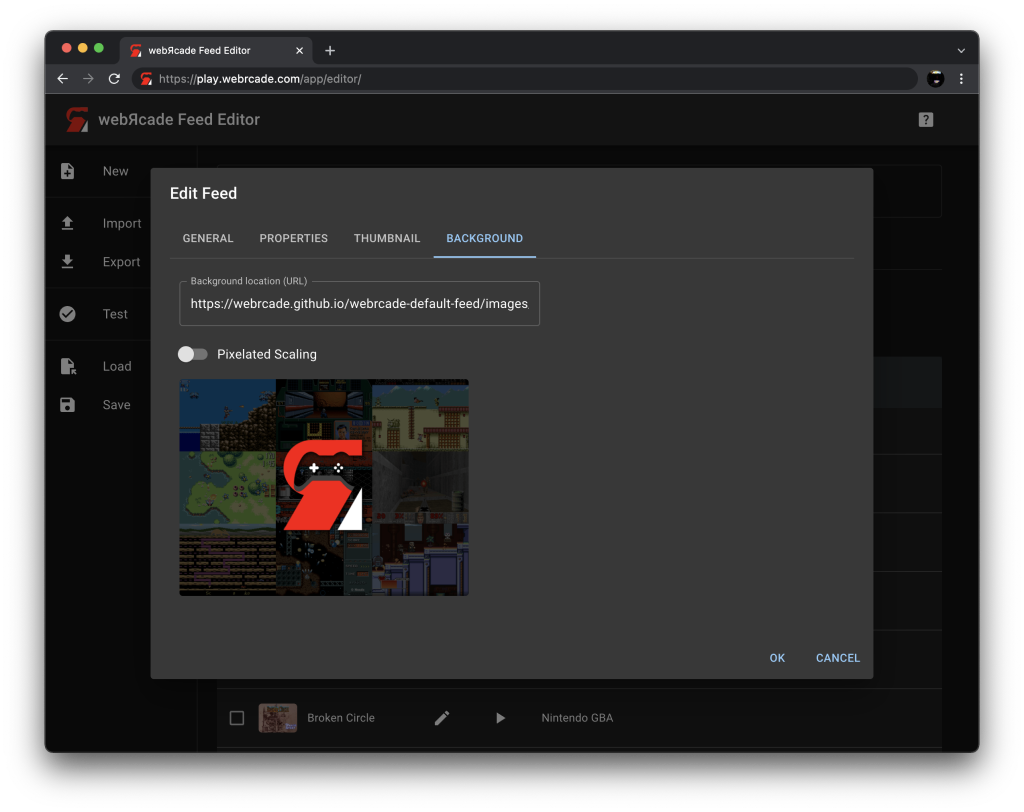 webЯcade Feed Editor
https://play.webrcade.com/app/editor/
webЯcade Feed Editor
?
New
Import
Export
Test
Load
Save
Edit Feed
GENERAL PROPERTIES THUMBNAIL BACKGROUND
Background location (URL)
https://webrcade.github.io/webrcade-default-feed/images
Pixelated Scaling
OK CANCEL
Broken Circle Nintendo GBA